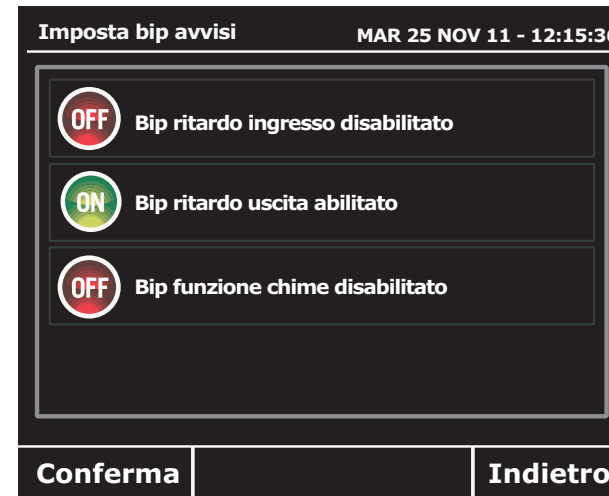 Imposta bip avvisi MAR 25 NOV 11 - 12:15:36
OFF Bip ritardo ingresso disabilitato
ON Bip ritardo uscita abilitato
OFF Bip funzione chime disabilitato
Conferma Indietro